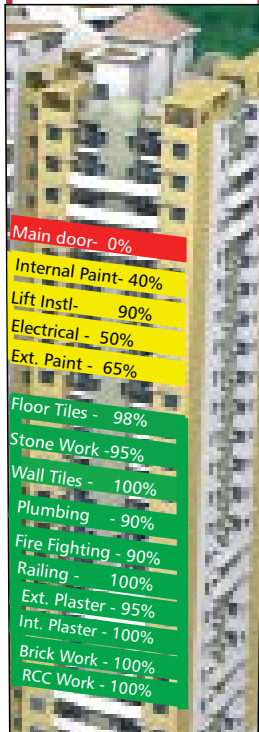 Main door- 0%
Internal Paint- 40%
Lift Instl- 90%
Electrical - 50%
Ext. Paint - 65%
Floor Tiles - 98%
Stone Work -95%
Wall Tiles - 100%
Plumbing - 90%
Fire Fighting - 90%
Railing - 100%
Ext. Plaster - 95%
Int. Plaster - 100%
Brick Work - 100%
RCC Work - 100%